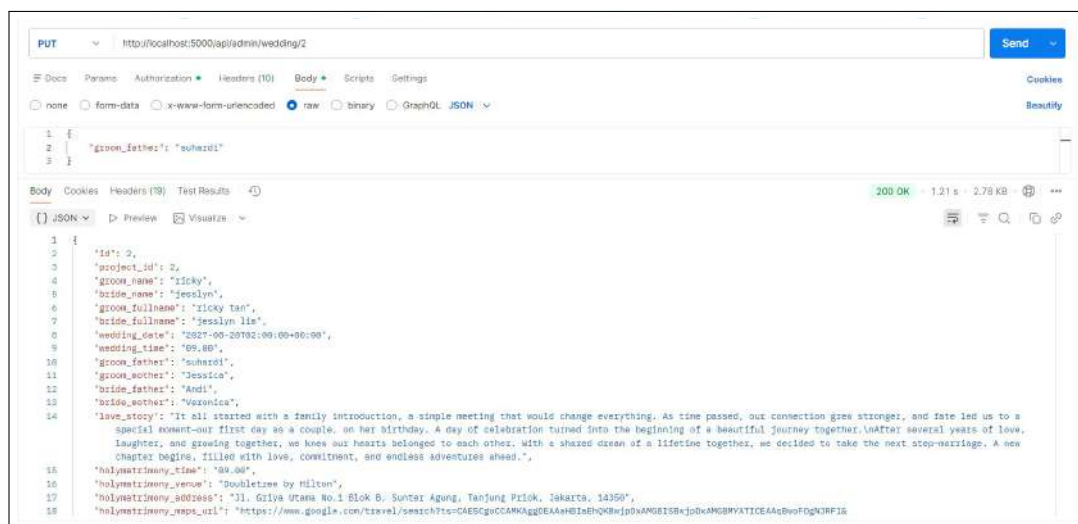 PUT http://localhost:5000/api/admin/wedding/2 Send
Docs Params Authorization Headers (10) Body Scripts Settings Cookies
none form-data x-www-form-urlencoded raw binary GraphQL JSON Beautify
1 {
2 "groom_father": "suhardi"
3 }
Body Cookies Headers (19) Test Results 200 OK 1.21 s 2.78 KB
{} JSON Preview Visualize
1 {
2 "id": 2,
3 "project_id": 2,
4 "groom_name": "ricky",
5 "bride_name": "jesslyn",
6 "groom_fullname": "ricky tan",
7 "bride_fullname": "jesslyn lim",
8 "wedding_date":
9 "wedding_time": "09.00",
10 "groom_father": "suhardi",
11 "groom_mother": "Jessica",
12 "bride_father": "Andi",
13 "bride_mother": "Veronica",
14 "love_story": "It all started with a family introduction, a simple meeting that would change everything. As time passed, our connection grew stronger, and fate led us to a
special moment—our first day as a couple, on her birthday. A day of celebration turned into the beginning of a beautiful journey together.\nAfter several years of love,
laughter, and growing together, we knew our hearts belonged to each other. With a shared dream of a lifetime together, we decided to take the next step—marriage. A new
chapter begins, filled with love, commitment, and endless adventures ahead.",
15 "holymatrimony_time": "09.00",
16 "holymatrimony_venue": "Doubletree by Hilton",
17 "holymatrimony_address": "Jl. Griya Utama No.1 Blok B, Sunter Agung, Tanjung Priok, Jakarta, 14350",
18 "holymatrimony_maps_url":